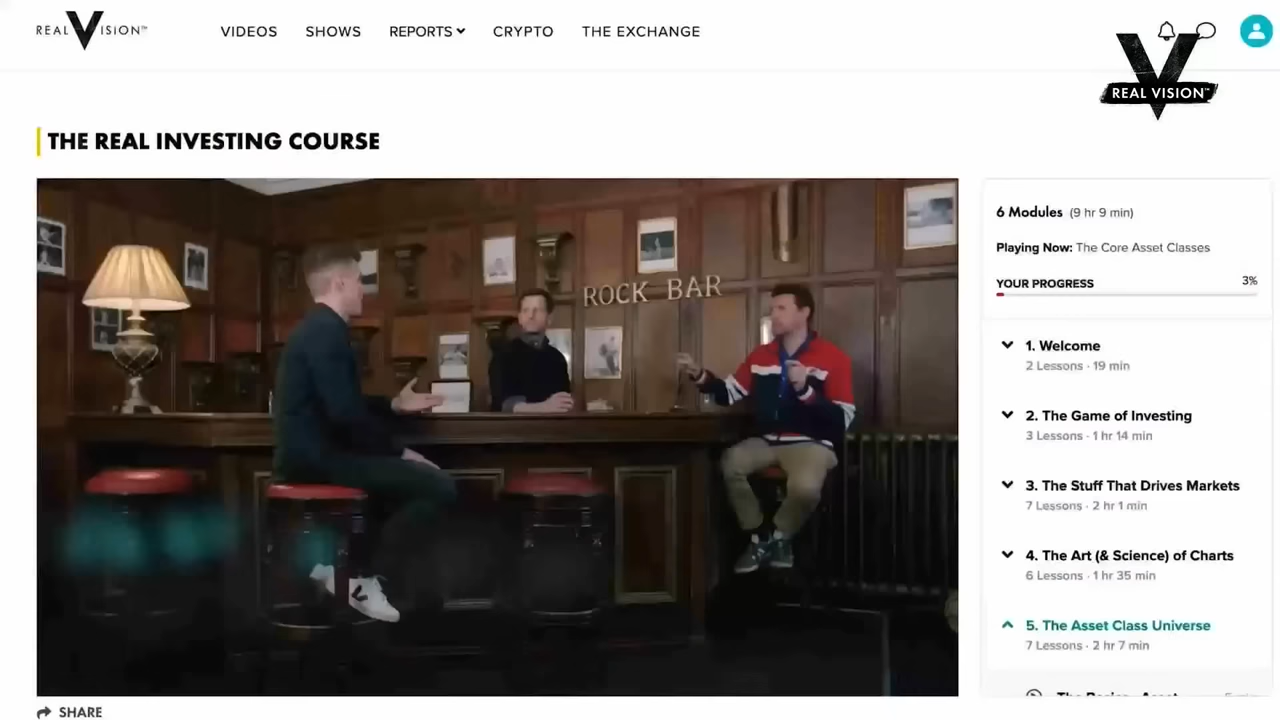 REAL VISION™
VIDEOS
SHOWS
REPORTS
CRYPTO
THE EXCHANGE
REAL VISION™
THE REAL INVESTING COURSE
ROCK BAR
6 Modules (9 hr 9 min)
Playing Now: The Core Asset Classes
YOUR PROGRESS 3%
1. Welcome
2 Lessons · 19 min
2. The Game of Investing
3 Lessons · 1 hr 14 min
3. The Stuff That Drives Markets
7 Lessons · 2 hr 1 min
4. The Art (& Science) of Charts
6 Lessons · 1 hr 35 min
5. The Asset Class Universe
7 Lessons · 2 hr 7 min
SHARE